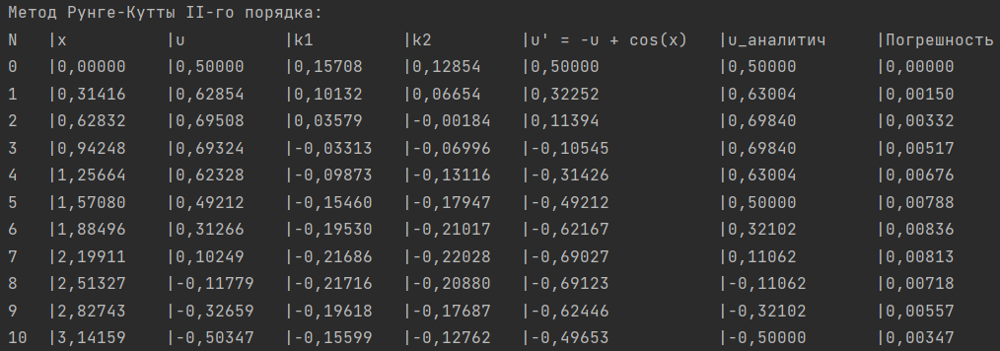 Метод Рунге-Кутты II-го порядка:
N |x |u |k1 |k2 |u' = -u + cos(x) |u_аналитич |Погрешность
0 |0,00000 |0,50000 |0,15708 |0,12854 |0,50000 |0,50000 |0,00000
1 |0,31416 |0,62854 |0,10132 |0,06654 |0,32252 |0,63004 |0,00150
2 |0,62832 |0,69508 |0,03579 |-0,00184 |0,11394 |0,69840 |0,00332
3 |0,94248 |0,69324 |-0,03313 |-0,06996 |-0,10545 |0,69840 |0,00517
4 |1,25664 |0,62328 |-0,09873 |-0,13116 |-0,31426 |0,63004 |0,00676
5 |1,57080 |0,49212 |-0,15460 |-0,17947 |-0,49212 |0,50000 |0,00788
6 |1,88496 |0,31266 |-0,19530 |-0,21017 |-0,62167 |0,32102 |0,00836
7 |2,19911 |0,10249 |-0,21686 |-0,22028 |-0,69027 |0,11062 |0,00813
8 |2,51327 |-0,11779 |-0,21716 |-0,20880 |-0,69123 |-0,11062 |0,00718
9 |2,82743 |-0,32659 |-0,19618 |-0,17687 |-0,62446 |-0,32102 |0,00557
10 |3,14159 |-0,50347 |-0,15599 |-0,12762 |-0,49653 |-0,50000 |0,00347